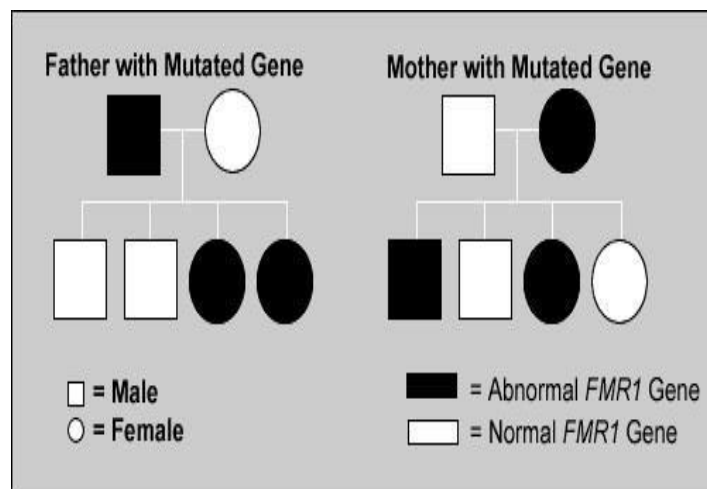 Father with Mutated Gene
Mother with Mutated Gene
= Male
= Female
= Abnormal FMR1 Gene
= Normal FMR1 Gene